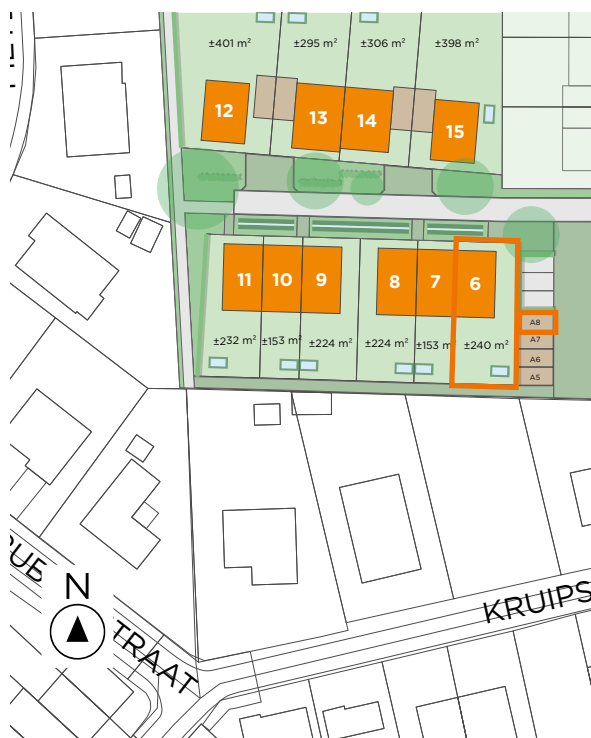 ±401 m² ±295 m² ±306 m² ±398 m²
12 13 14 15
11 10 9 8 7 6
A8
±232 m² ±153 m² ±224 m² ±224 m² ±153 m² ±240 m² A7
A6
A5
N
KRUIPS
TRAAT